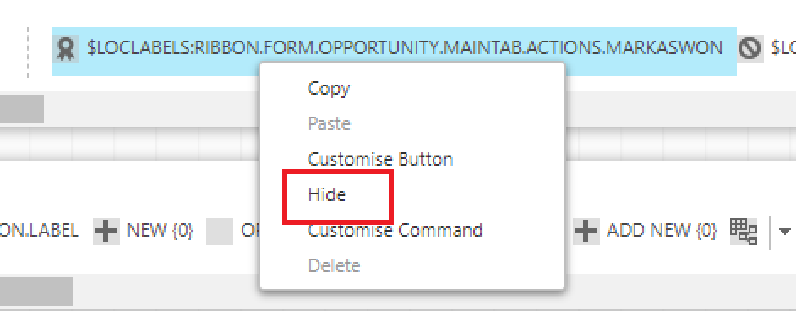 $LOCLABELS:RIBBON.FORM.OPPORTUNITY.MAINTAB.ACTIONS.MARKASWON $LO
Copy
Paste
Customise Button
Hide
ON.LABEL NEW {0} Customise Command ADD NEW {0}
Delete